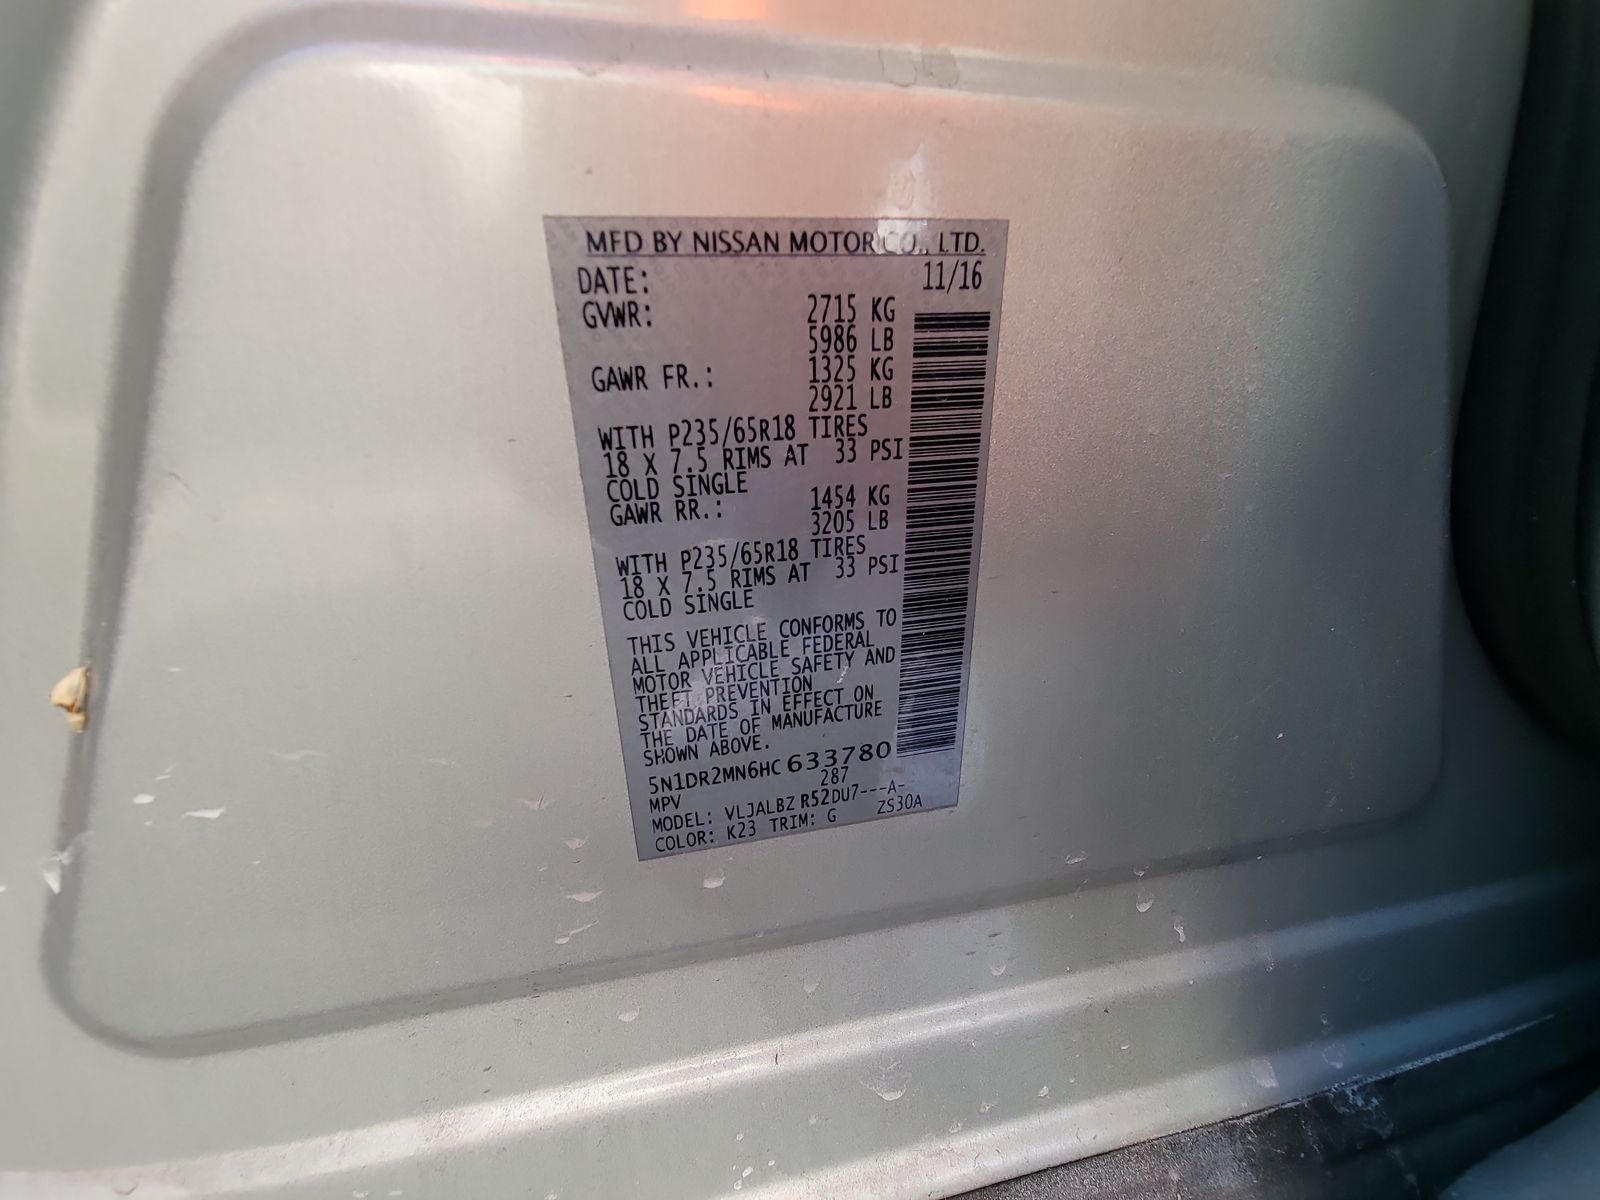 MFD BY NISSAN MOTOR CO., LTD.
DATE: 11/16
GVWR: 2715 KG
5986 LB
GAWR FR.: 1325 KG
2921 LB
WITH P235/65R18 TIRES
18 X 7.5 RIMS AT 33 PSI
COLD SINGLE
GAWR RR.: 1454 KG
3205 LB
WITH P235/65R18 TIRES
18 X 7.5 RIMS AT 33 PSI
COLD SINGLE
THIS VEHICLE CONFORMS TO
ALL APPLICABLE FEDERAL
MOTOR VEHICLE SAFETY AND
THEFT PREVENTION
STANDARDS IN EFFECT ON
THE DATE OF MANUFACTURE
SHOWN ABOVE.
5N1DR2MN6HC633780
MPV 287
MODEL: VLJALBZ R52DU7---A-
COLOR: K23 TRIM: G ZS30A